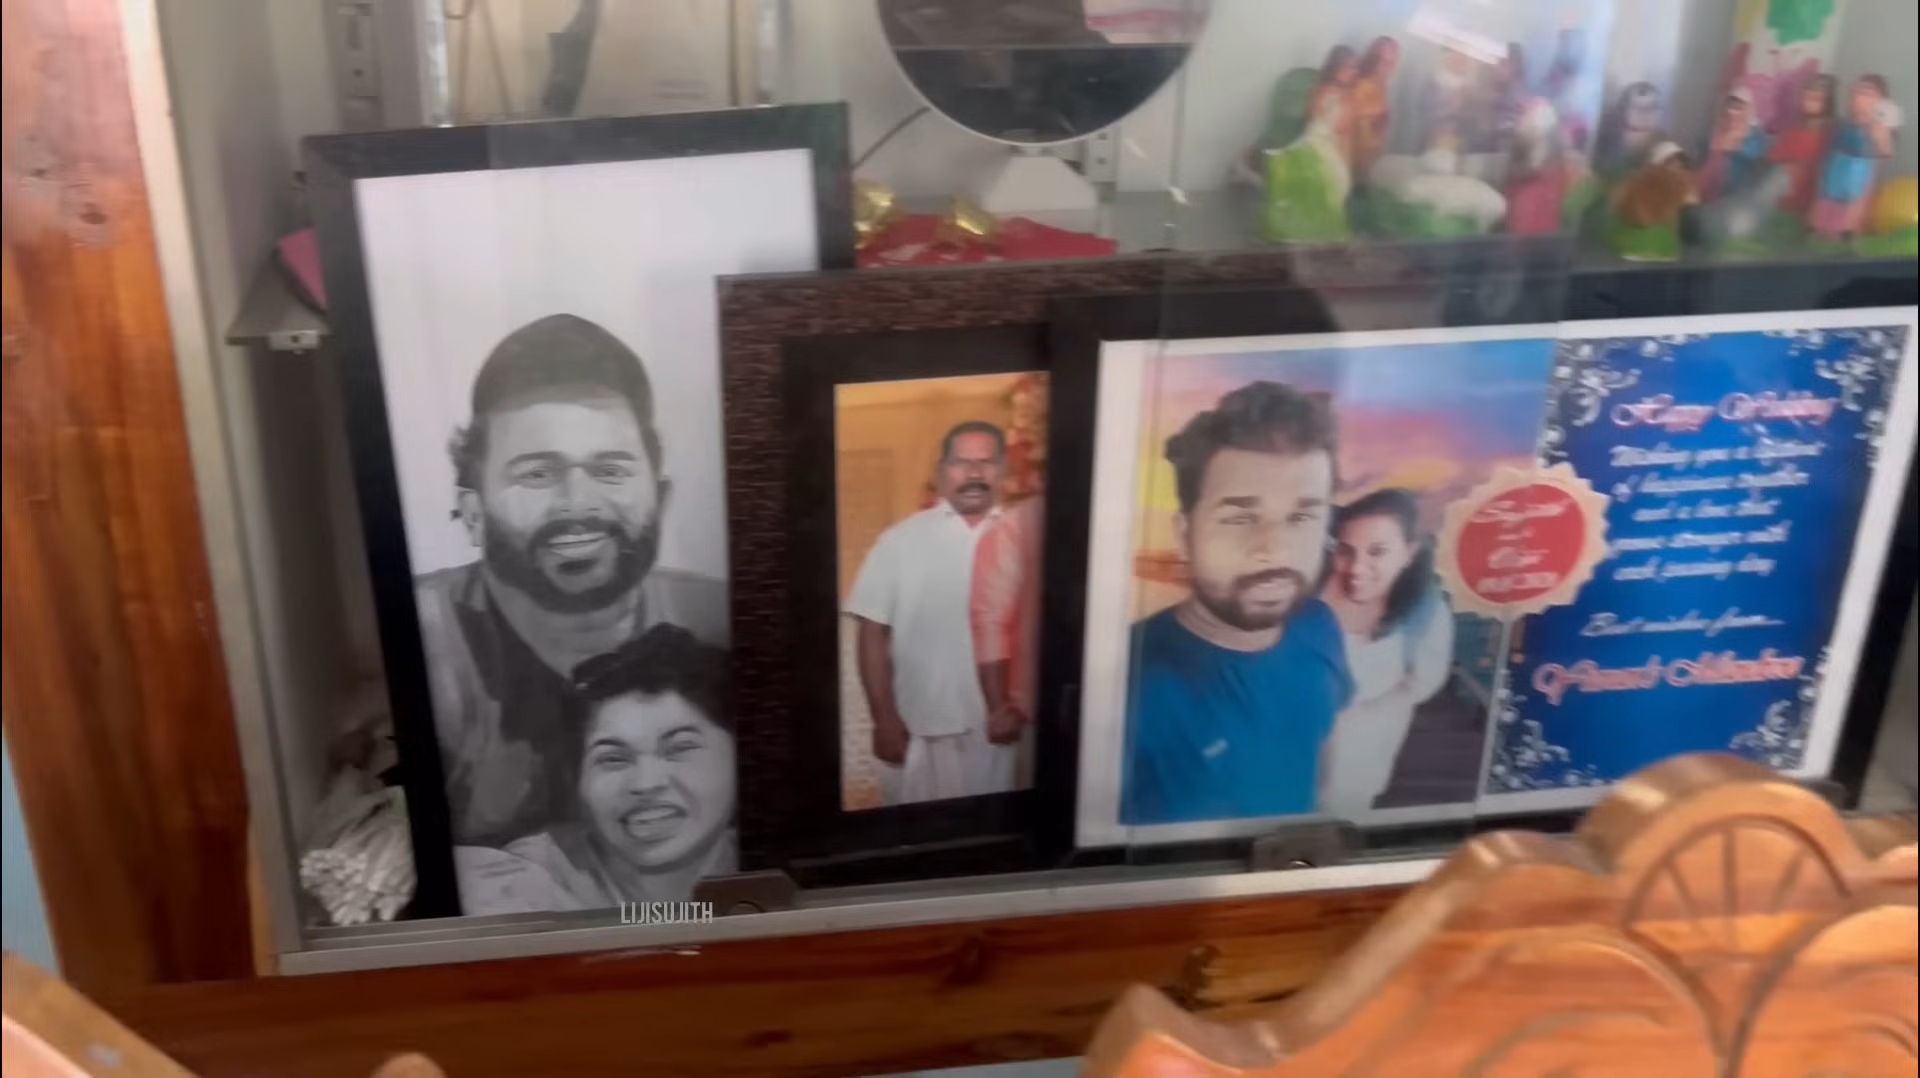 Happy Wedding
Wishing you a lifetime
of happiness together
and a love that
grows stronger with
each passing day
Best wishes from...
LIJISUJITH